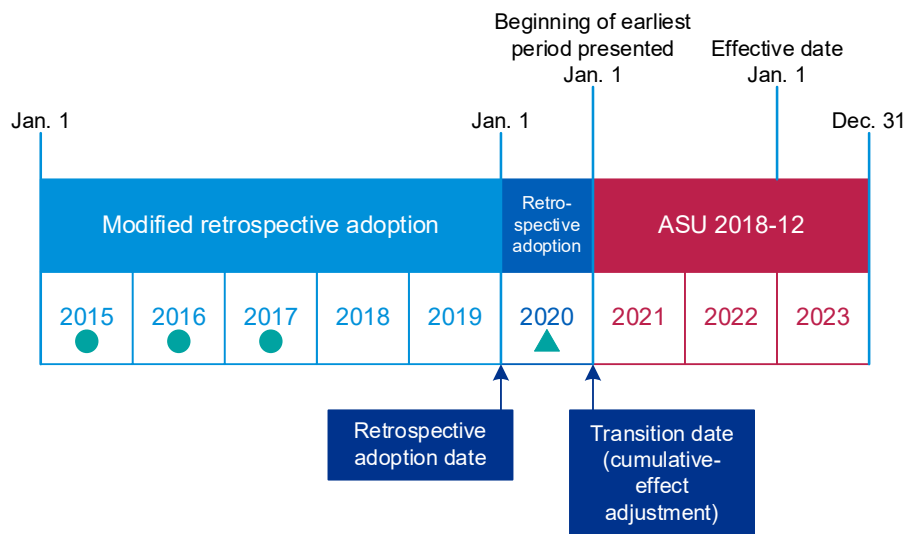 Beginning of earliest
period presented
Jan. 1
Effective date
Jan. 1
Jan. 1
Jan. 1
Dec. 31
Modified retrospective adoption
Retro-
spective
adoption
ASU 2018-12
2015
2016
2017
2018
2019
2020
2021
2022
2023
Retrospective
adoption date
Transition date
(cumulative-
effect
adjustment)